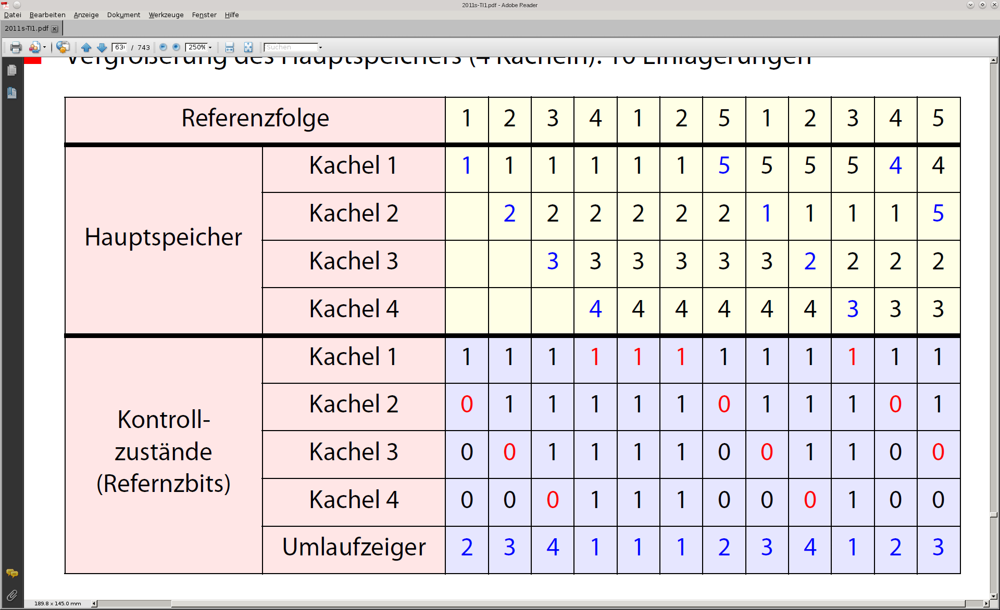 2011s-TI1.pdf - Adobe Reader
Datei Bearbeiten Anzeige Dokument Werkzeuge Fenster Hilfe
2011s-TI1.pdf
63 / 743 250% Suchen
Vergrößerung des Hauptspeichers (4 Kacheln): 10 Einlagerungen
Referenzfolge 1 2 3 4 1 2 5 1 2 3 4 5
Hauptspeicher
Kachel 1 1 1 1 1 1 1 5 5 5 5 4 4
Kachel 2 2 2 2 2 2 2 1 1 1 1 5
Kachel 3 3 3 3 3 3 3 2 2 2 2
Kachel 4 4 4 4 4 4 4 3 3 3
Kontroll-
zustände
(Refernzbits)
Kachel 1 1 1 1 1 1 1 1 1 1 1 1 1
Kachel 2 0 1 1 1 1 1 0 1 1 1 0 1
Kachel 3 0 0 1 1 1 1 0 0 1 1 0 0
Kachel 4 0 0 0 1 1 1 0 0 0 1 0 0
Umlaufzeiger 2 3 4 1 1 1 2 3 4 1 2 3
189.8 x 145.0 mm